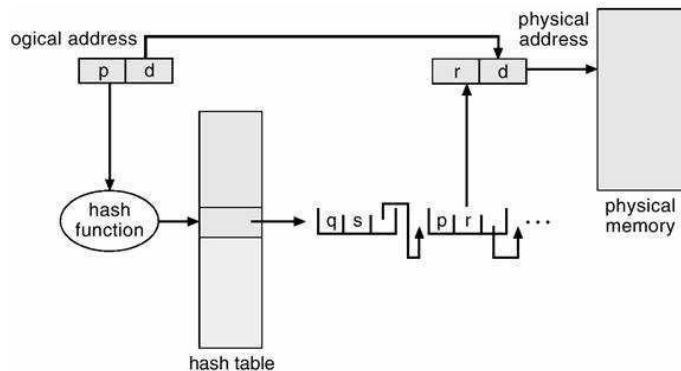 ogical address
physical
address
p d
r d
hash
function
q s
p r
...
physical
memory
hash table